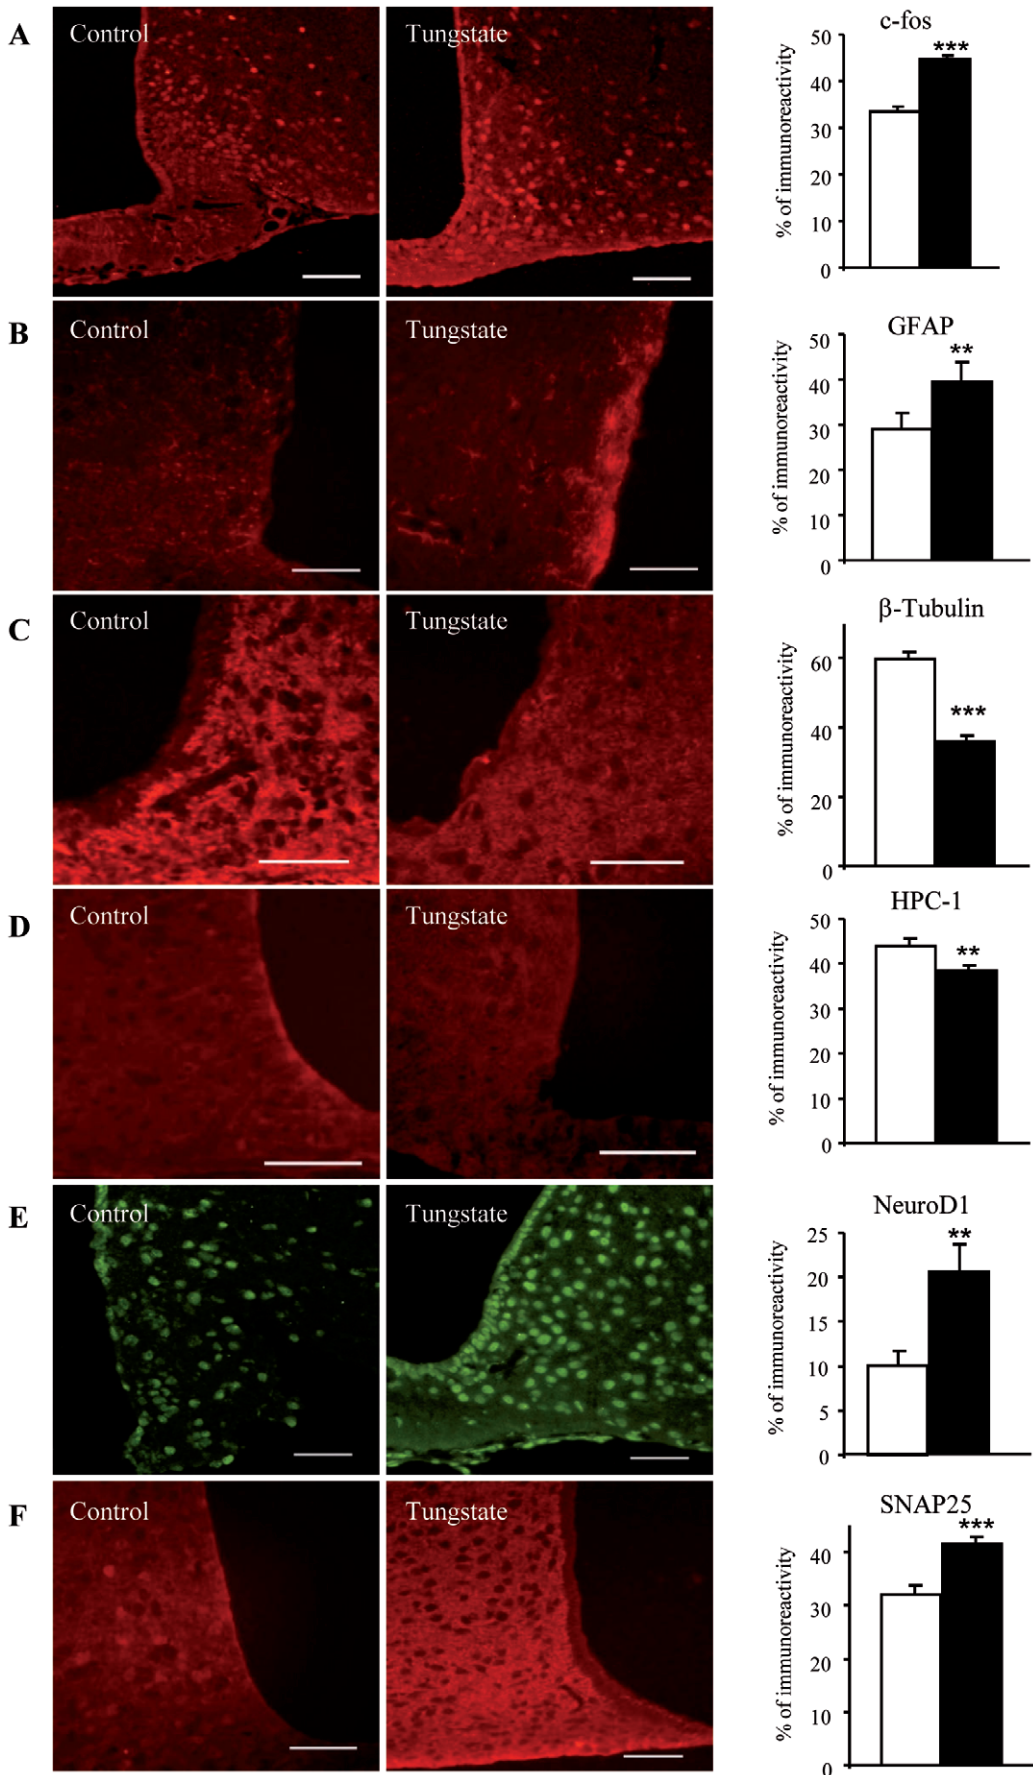 A
Control
Tungstate
c-fos
% of immunoreactivity
50
40
30
20
10
0
***
B
Control
Tungstate
GFAP
% of immunoreactivity
50
40
30
20
10
0
**
C
Control
Tungstate
β-Tubulin
% of immunoreactivity
60
40
20
0
***
D
Control
Tungstate
HPC-1
% of immunoreactivity
50
40
30
20
10
0
**
E
Control
Tungstate
NeuroD1
% of immunoreactivity
25
20
15
10
5
0
**
F
Control
Tungstate
SNAP25
% of immunoreactivity
40
30
20
10
0
***